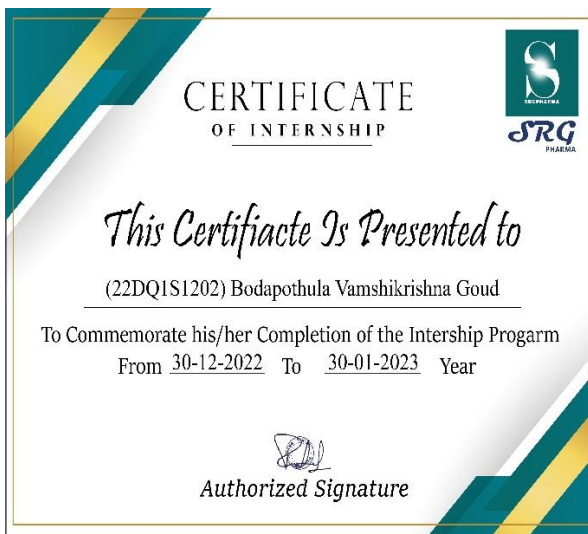 CERTIFICATE
OF INTERNSHIP
S
SRGPHARMA
SRG
PHARMA
This Certifiacte Is Presented to
(22DQ1S1202) Bodapothula Vamshikrishna Goud
To Commemorate his/her Completion of the Intership Progarm
From 30-12-2022 To 30-01-2023 Year
Authorized Signature